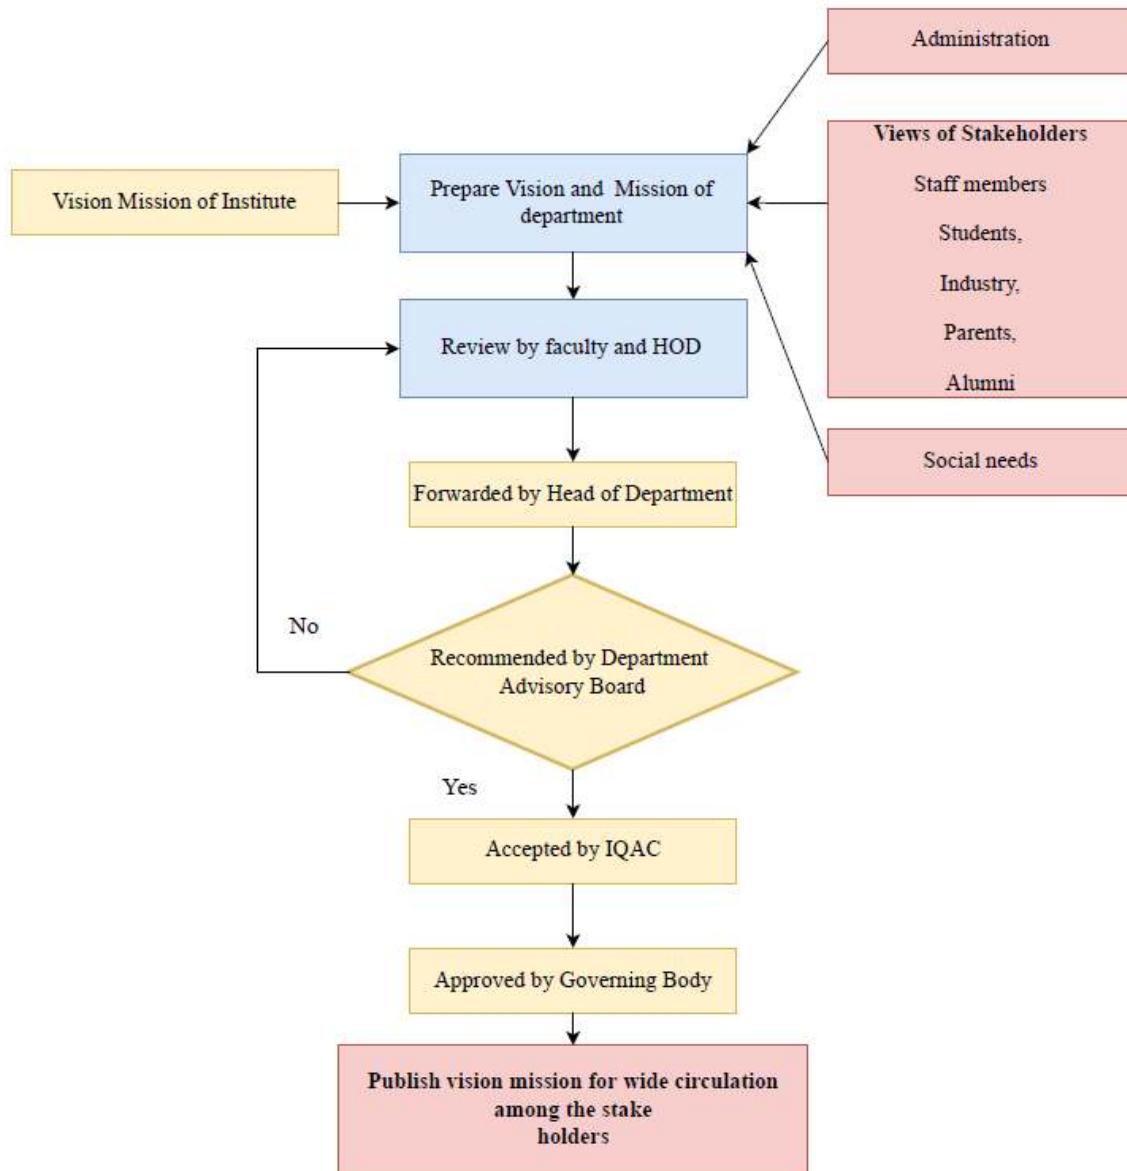 Administration
Views of Stakeholders
Staff members
Students,
Industry,
Parents,
Alumni
Social needs
Vision Mission of Institute
Prepare Vision and Mission of
department
Review by faculty and HOD
Forwarded by Head of Department
No
Recommended by Department
Advisory Board
Yes
Accepted by IQAC
Approved by Governing Body
Publish vision mission for wide circulation
among the stake
holders